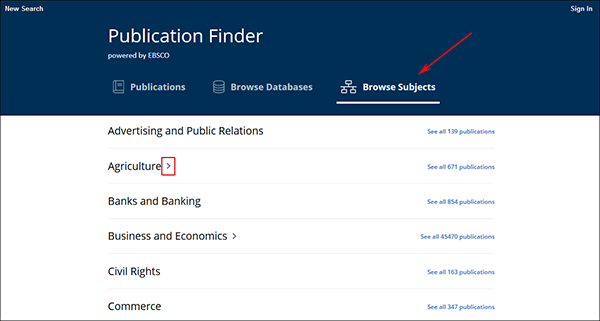 New Search
Sign In
Publication Finder
powered by EBSCO
Publications
Browse Databases
Browse Subjects
Advertising and Public Relations
See all 139 publications
Agriculture
See all 671 publications
Banks and Banking
See all 854 publications
Business and Economics
See all 45470 publications
Civil Rights
See all 163 publications
Commerce
See all 347 publications